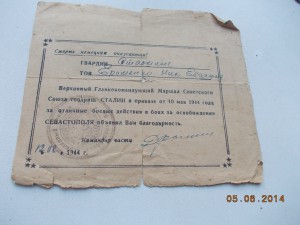 Смерть немецким оккупантам!
ГВАРДИИ
ТОВ.
Верховный Главнокомандующий Маршал Советского
Союза товарищ СТАЛИН в приказе от 10 мая 1944 года
за отличные боевые действия в боях за освобождение
СЕВАСТОПОЛЯ объявил Вам благодарность.
Командир части
1944 г.
05.08.2014